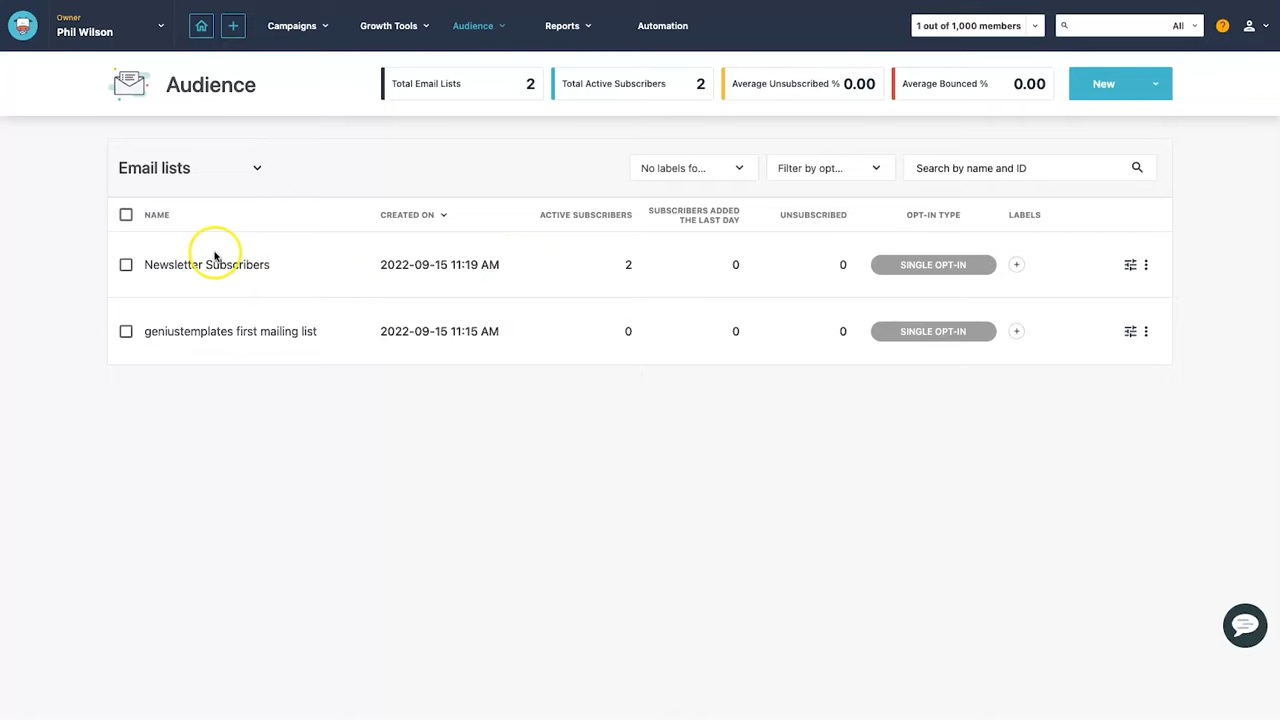 Owner
Phil Wilson
Campaigns
Growth Tools
Audience
Reports
Automation
1 out of 1,000 members
All
?
Audience
Total Email Lists 2
Total Active Subscribers 2
Average Unsubscribed % 0.00
Average Bounced % 0.00
New
Email lists
No labels fo...
Filter by opt...
Search by name and ID
NAME
CREATED ON
ACTIVE SUBSCRIBERS
SUBSCRIBERS ADDED
THE LAST DAY
UNSUBSCRIBED
OPT-IN TYPE
LABELS
Newsletter Subscribers 2022-09-15 11:19 AM 2 0 0 SINGLE OPT-IN
geniustemplates first mailing list 2022-09-15 11:15 AM 0 0 0 SINGLE OPT-IN